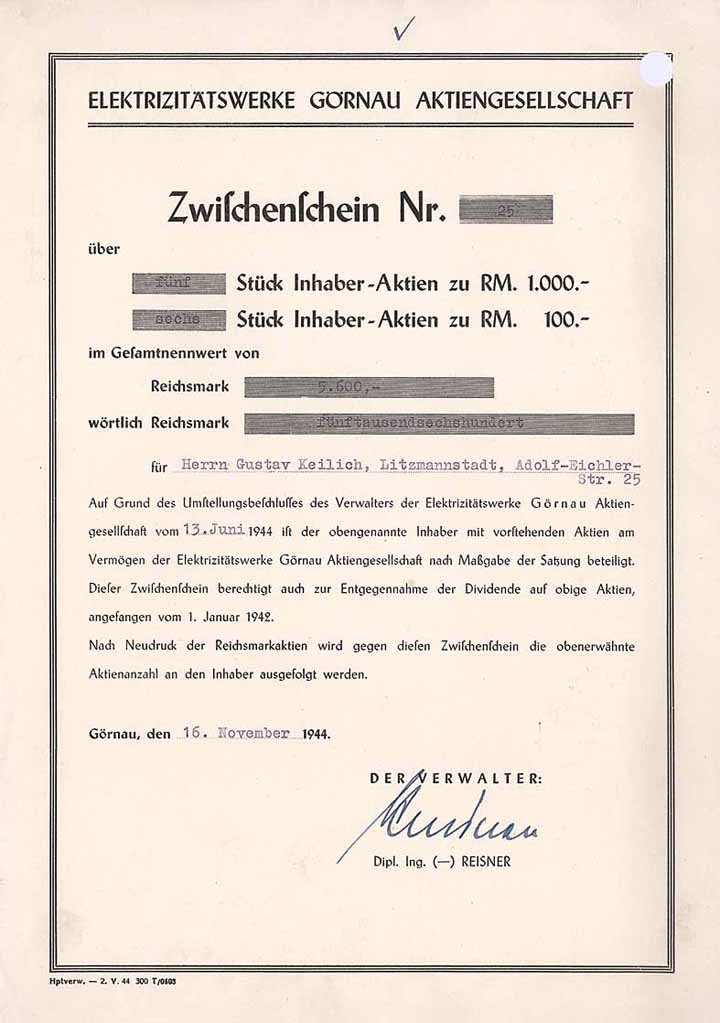 ELEKTRIZITÄTSWERKE GÖRNAU AKTIENGESELLSCHAFT
Zwiſchenſchein Nr. 25
über
fünf Stück Inhaber-Aktien zu RM. 1.000.-
sechs Stück Inhaber-Aktien zu RM. 100.-
im Geſamtnennwert von
Reichsmark 5.600,-
wörtlich Reichsmark fünftausendsechshundert
für Herrn Gustav Keilich, Litzmannstadt, Adolf-Eichler-
Str. 25
Auf Grund des Umſtellungsbeſchluſſes des Verwalters der Elektrizitätswerke Görnau Aktien-
geſellſchaft vom 13. Juni 1944 iſt der obengenannte Inhaber mit vorſtehenden Aktien am
Vermögen der Elektrizitätswerke Görnau Aktiengeſellſchaft nach Maßgabe der Satzung beteiligt.
Dieſer Zwiſchenſchein berechtigt auch zur Entgegennahme der Dividende auf obige Aktien,
angefangen vom 1. Januar 1942.
Nach Neudruck der Reichsmarkaktien wird gegen dieſen Zwiſchenſchein die obenerwähnte
Aktienanzahl an den Inhaber ausgefolgt werden.
Görnau, den 16. November 1944.
DER VERWALTER:
Dipl. Ing. (—) REISNER
Hptverw. — 2. V. 44 300 T/0105